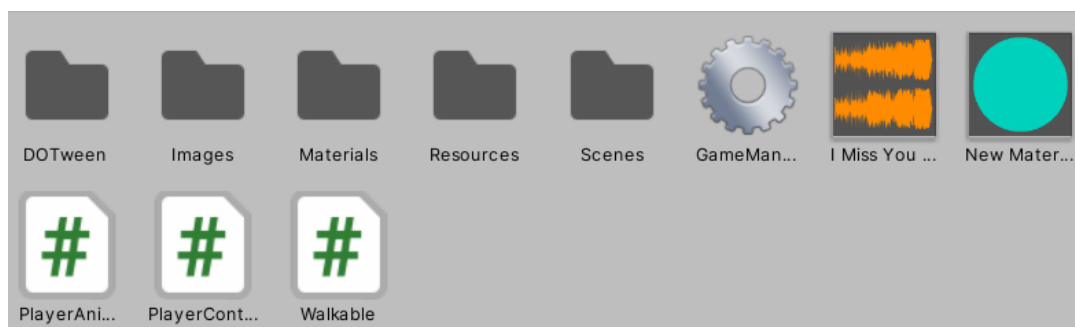 DOTween Images Materials Resources Scenes GameMan... I Miss You ... New Mater...
# # #
PlayerAni... PlayerCont... Walkable